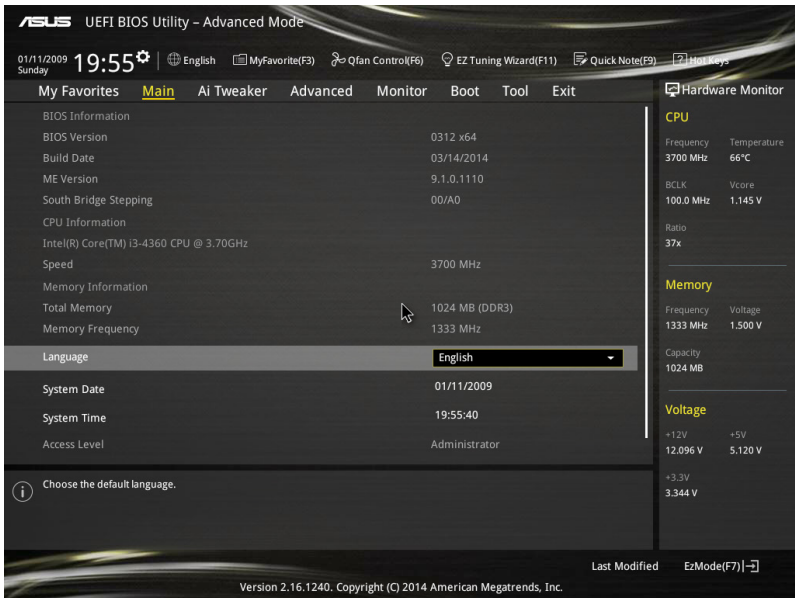 ASUS UEFI BIOS Utility – Advanced Mode
01/11/2009
Sunday
19:55
English
MyFavorite(F3)
Qfan Control(F6)
EZ Tuning Wizard(F11)
Quick Note(F9)
? Hot Keys
My Favorites Main Ai Tweaker Advanced Monitor Boot Tool Exit
BIOS Information
BIOS Version 0312 x64
Build Date 03/14/2014
ME Version 9.1.0.1110
South Bridge Stepping 00/A0
CPU Information
Intel(R) Core(TM) i3-4360 CPU @ 3.70GHz
Speed 3700 MHz
Memory Information
Total Memory 1024 MB (DDR3)
Memory Frequency 1333 MHz
Language English
System Date 01/11/2009
System Time 19:55:40
Access Level Administrator
i Choose the default language.
Hardware Monitor
CPU
Frequency Temperature
3700 MHz 66°C
BCLK Vcore
100.0 MHz 1.145 V
Ratio
37x
Memory
Frequency Voltage
1333 MHz 1.500 V
Capacity
1024 MB
Voltage
+12V +5V
12.096 V 5.120 V
+3.3V
3.344 V
Last Modified EzMode(F7)
Version 2.16.1240. Copyright (C) 2014 American Megatrends, Inc.